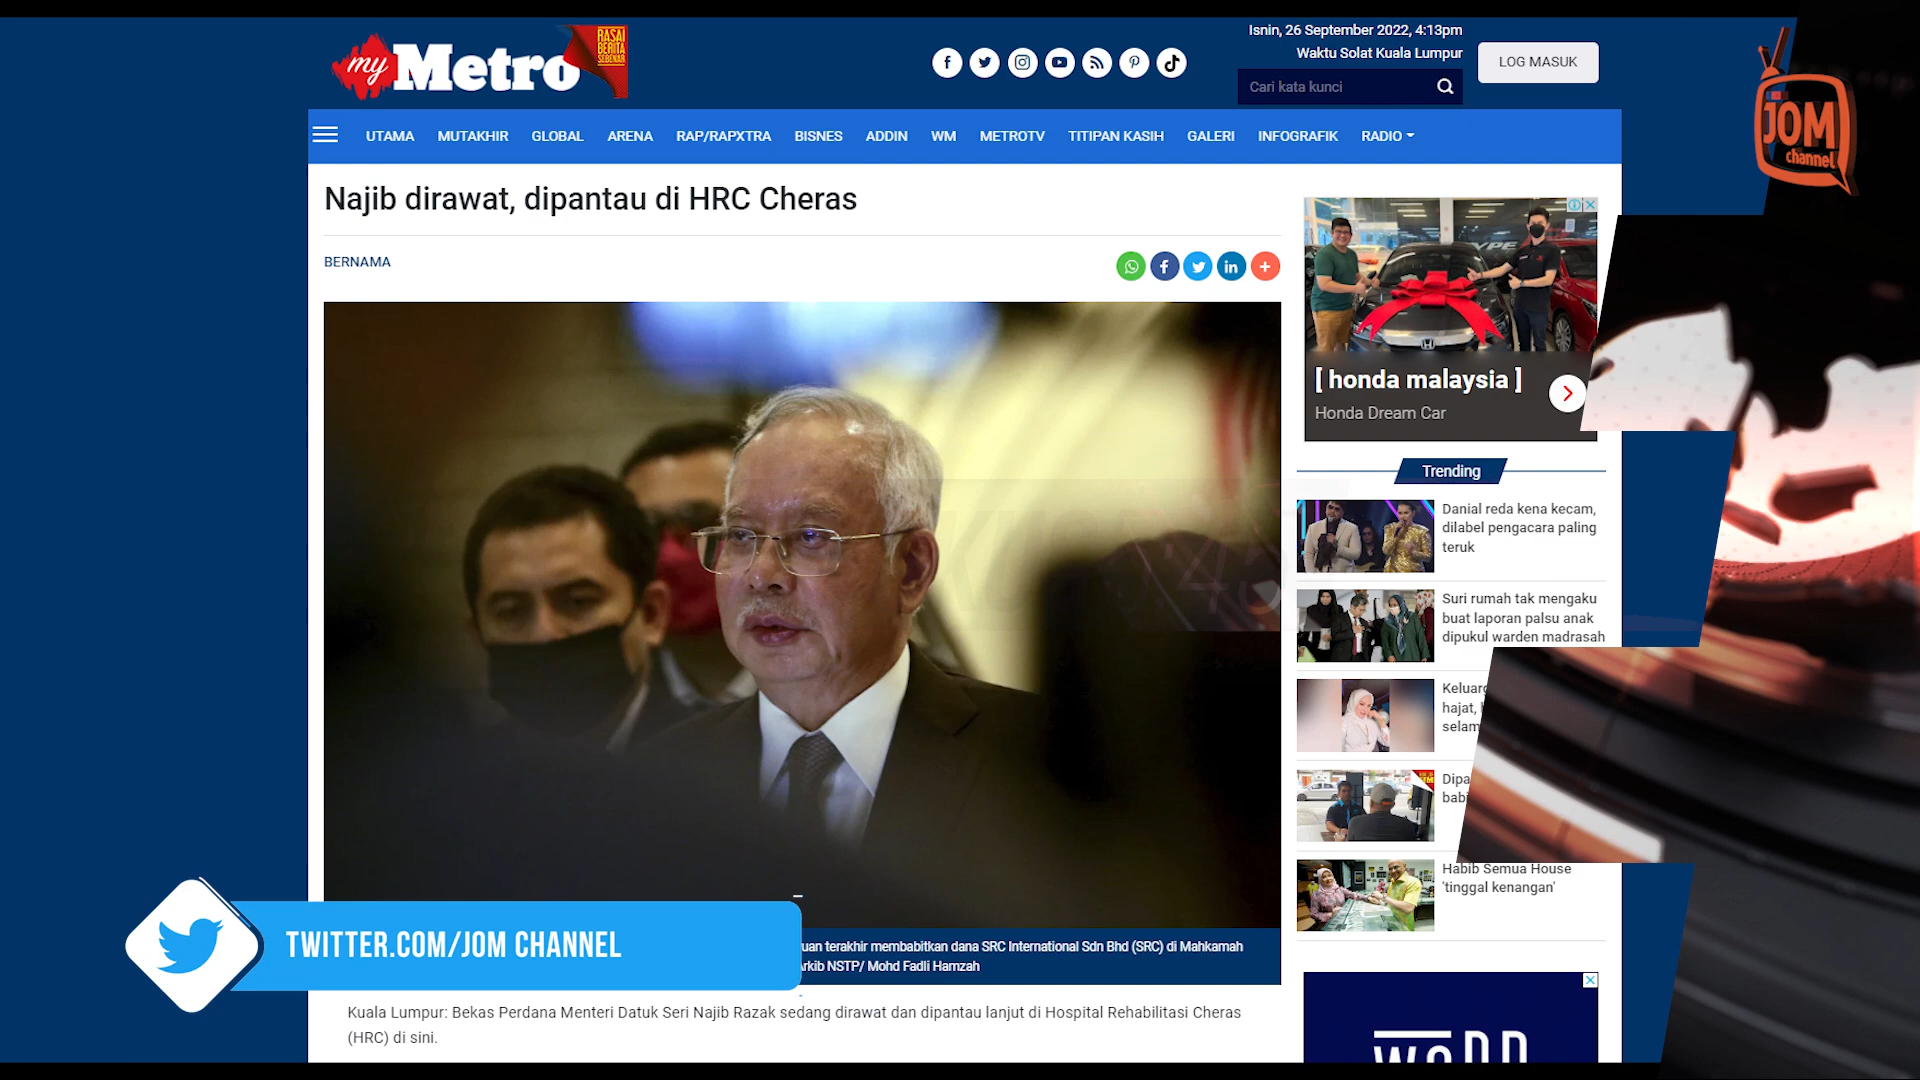 my Metro
RASAI
BERITA
SEBENAR
Isnin, 26 September 2022, 4:13pm
Waktu Solat Kuala Lumpur
Cari kata kunci
LOG MASUK
JOM
channel
UTAMA MUTAKHIR GLOBAL ARENA RAP/RAPXTRA BISNES ADDIN WM METROTV TITIPAN KASIH GALERI INFOGRAFIK RADIO
Najib dirawat, dipantau di HRC Cheras
BERNAMA
[ honda malaysia ]
Honda Dream Car
Trending
Danial reda kena kecam,
dilabel pengacara paling
teruk
Suri rumah tak mengaku
buat laporan palsu anak
dipukul warden madrasah
hajat,
Habib Semua House
'tinggal kenangan'
TWITTER.COM/JOM CHANNEL
terakhir membabitkan dana SRC International Sdn Bhd (SRC) di Mahkamah
NSTP/ Mohd Fadli Hamzah
Kuala Lumpur: Bekas Perdana Menteri Datuk Seri Najib Razak sedang dirawat dan dipantau lanjut di Hospital Rehabilitasi Cheras
(HRC) di sini.